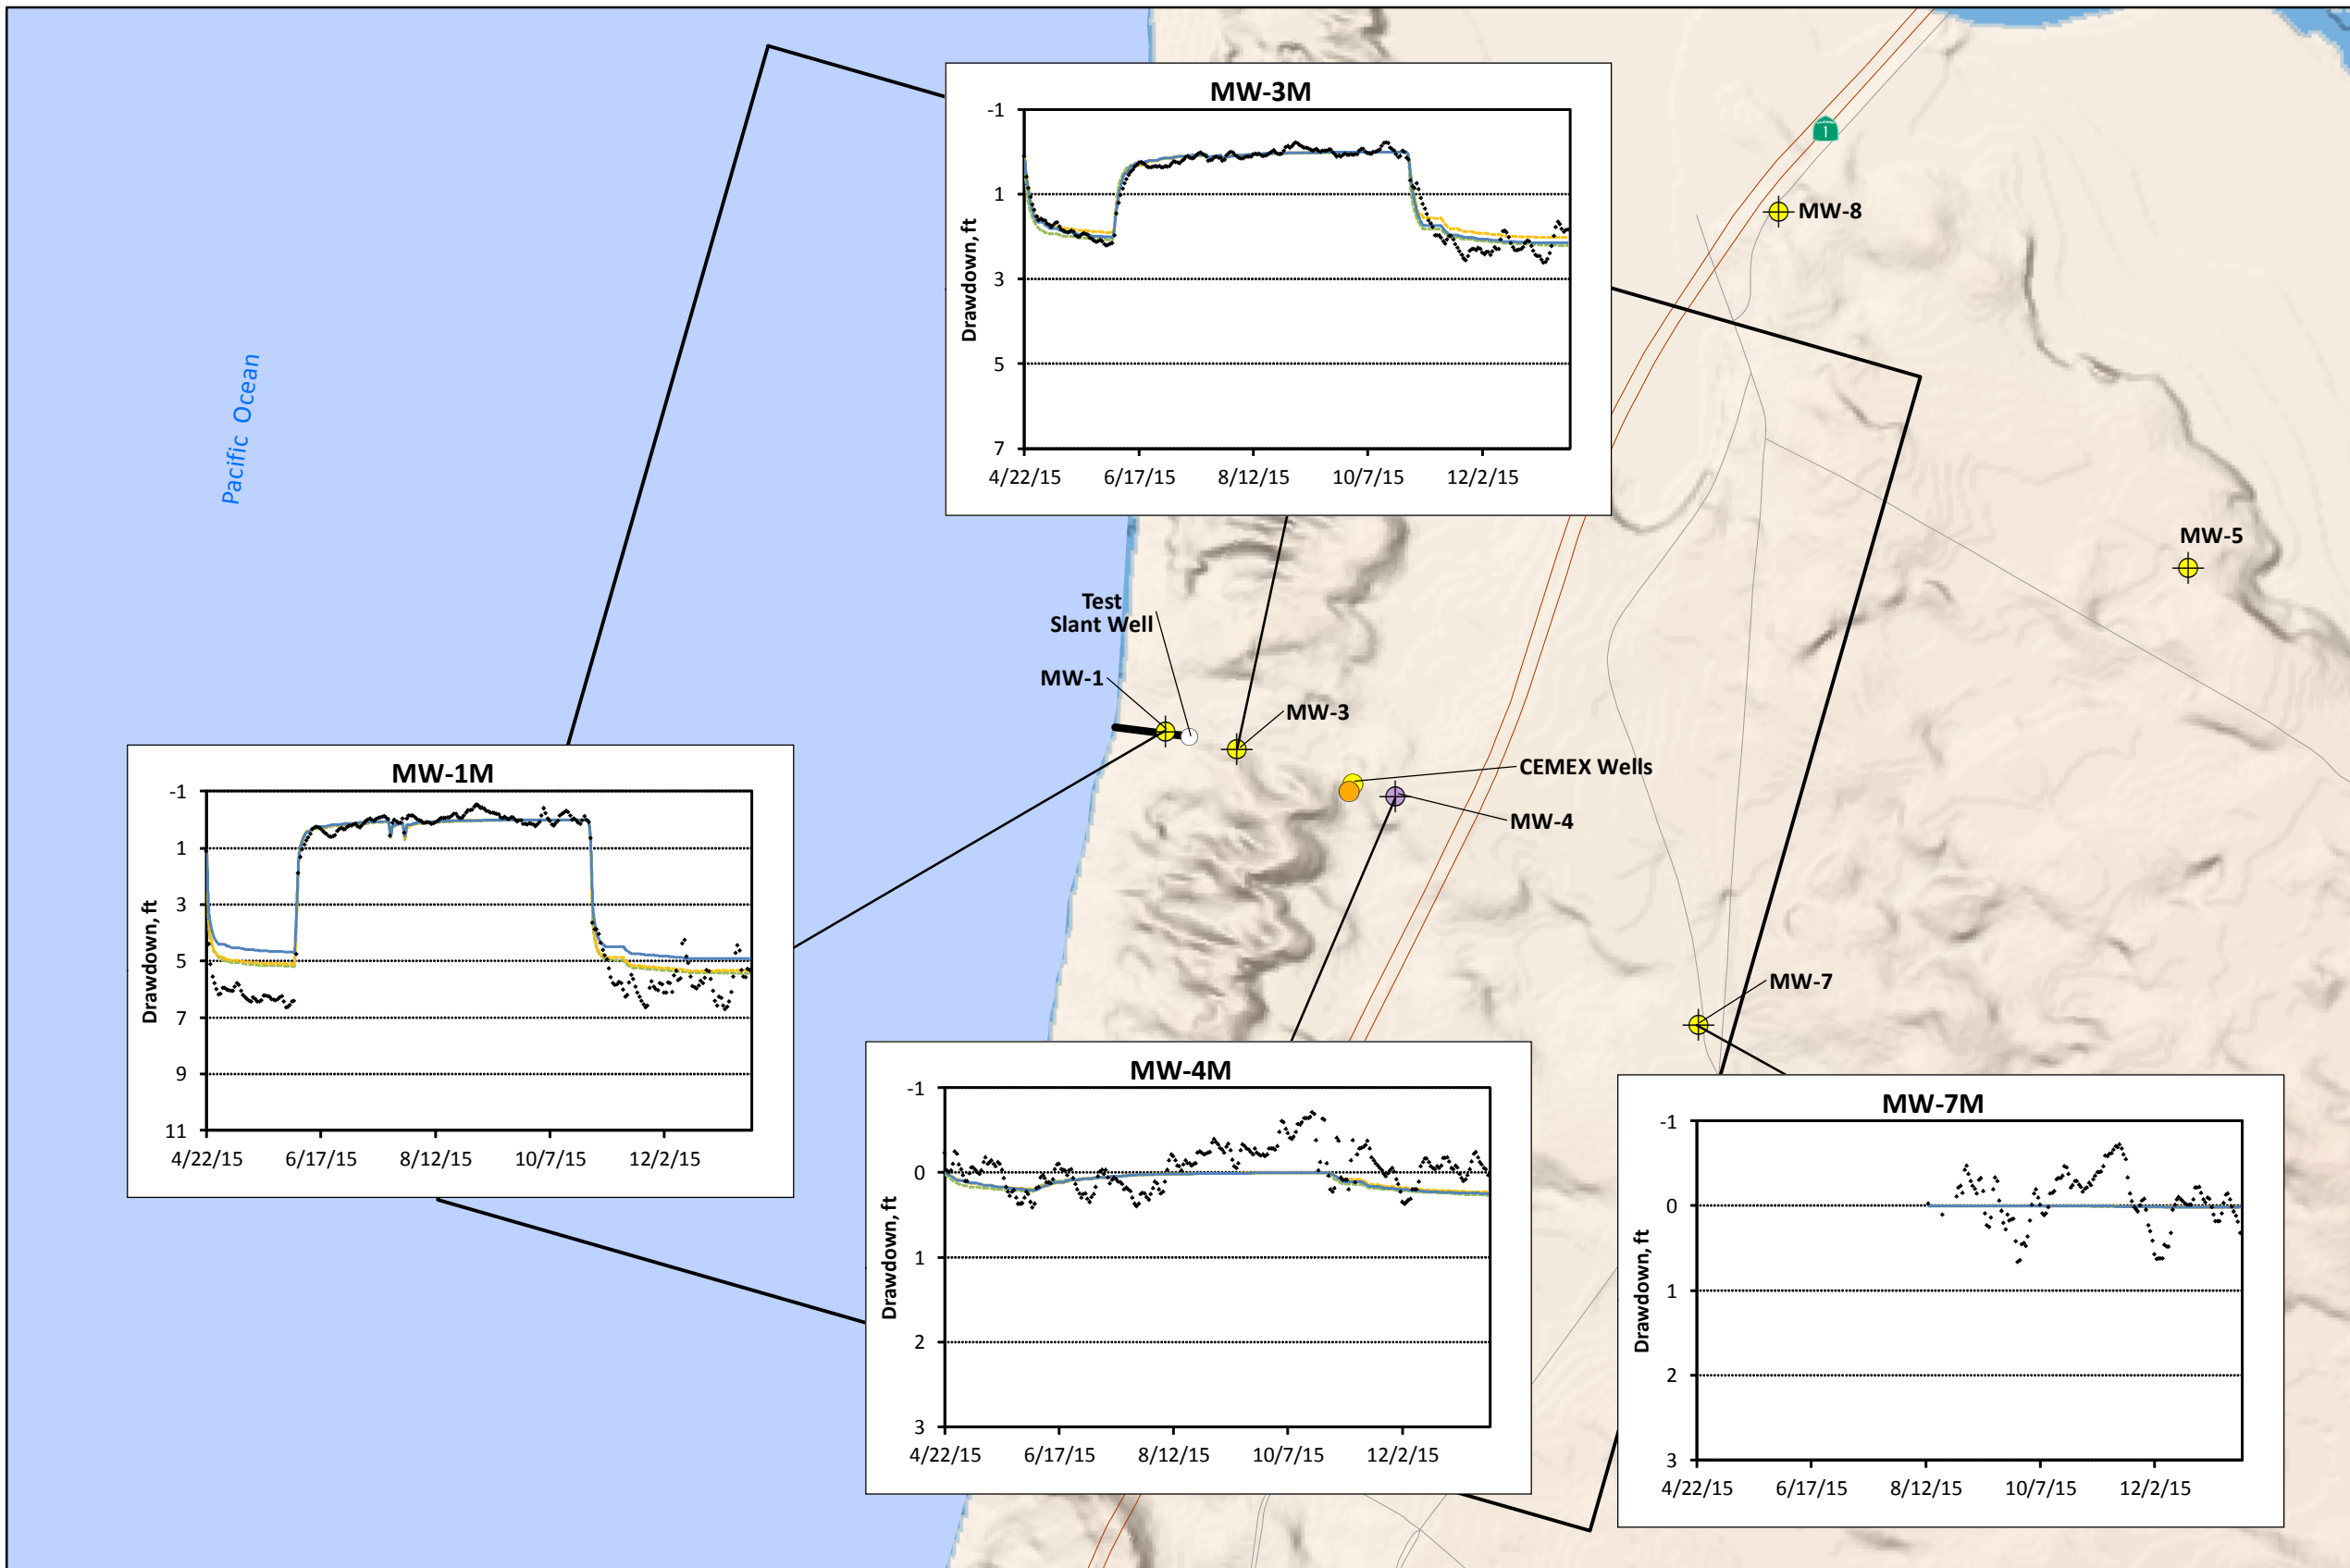 MW-3M
-1
1
3
5
7
Drawdown, ft
4/22/15 6/17/15 8/12/15 10/7/15 12/2/15
1
MW-8
MW-5
Pacific Ocean
Test
Slant Well
MW-1
MW-3
CEMEX Wells
MW-4
MW-7
MW-1M
-1
1
3
5
7
9
11
Drawdown, ft
4/22/15 6/17/15 8/12/15 10/7/15 12/2/15
MW-4M
-1
0
1
2
3
Drawdown, ft
4/22/15 6/17/15 8/12/15 10/7/15 12/2/15
MW-7M
-1
0
1
2
3
Drawdown, ft
4/22/15 6/17/15 8/12/15 10/7/15 12/2/15